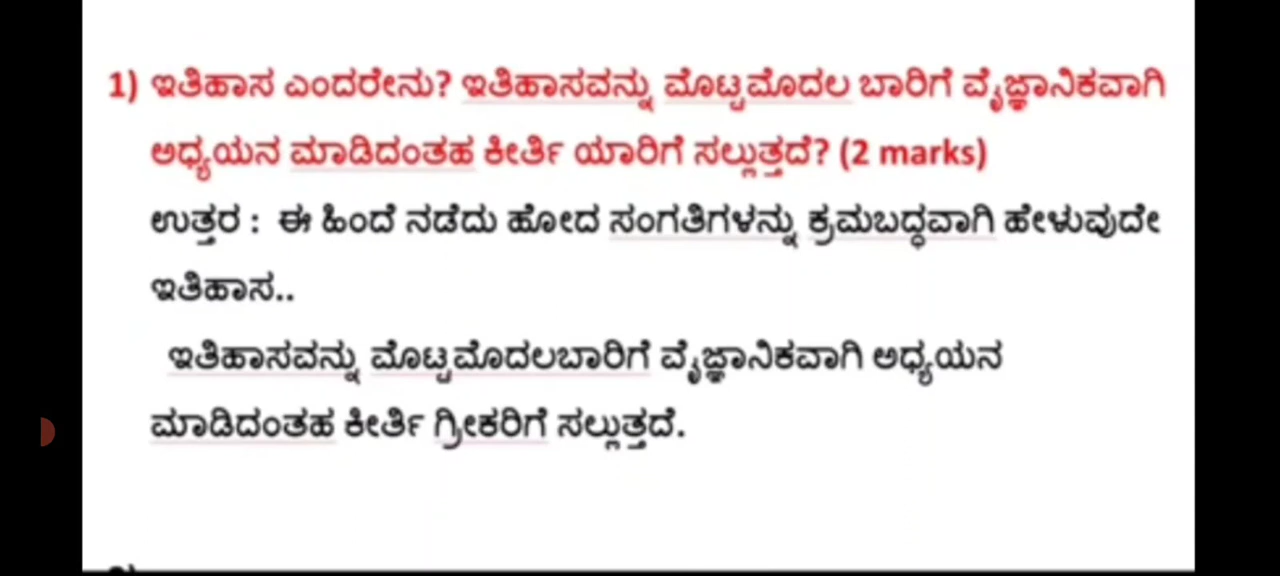 1) ಇತಿಹಾಸ ಎಂದರೇನು? ಇತಿಹಾಸವನ್ನು ಮೊಟ್ಟಮೊದಲ ಬಾರಿಗೆ ವೈಜ್ಞಾನಿಕವಾಗಿ
ಅಧ್ಯಯನ ಮಾಡಿದಂತಹ ಕೀರ್ತಿ ಯಾರಿಗೆ ಸಲ್ಲುತ್ತದೆ? (2 marks)
ಉತ್ತರ : ಈ ಹಿಂದೆ ನಡೆದು ಹೋದ ಸಂಗತಿಗಳನ್ನು ಕ್ರಮಬದ್ಧವಾಗಿ ಹೇಳುವುದೇ
ಇತಿಹಾಸ..
ಇತಿಹಾಸವನ್ನು ಮೊಟ್ಟಮೊದಲಬಾರಿಗೆ ವೈಜ್ಞಾನಿಕವಾಗಿ ಅಧ್ಯಯನ
ಮಾಡಿದಂತಹ ಕೀರ್ತಿ ಗ್ರೀಕರಿಗೆ ಸಲ್ಲುತ್ತದೆ.